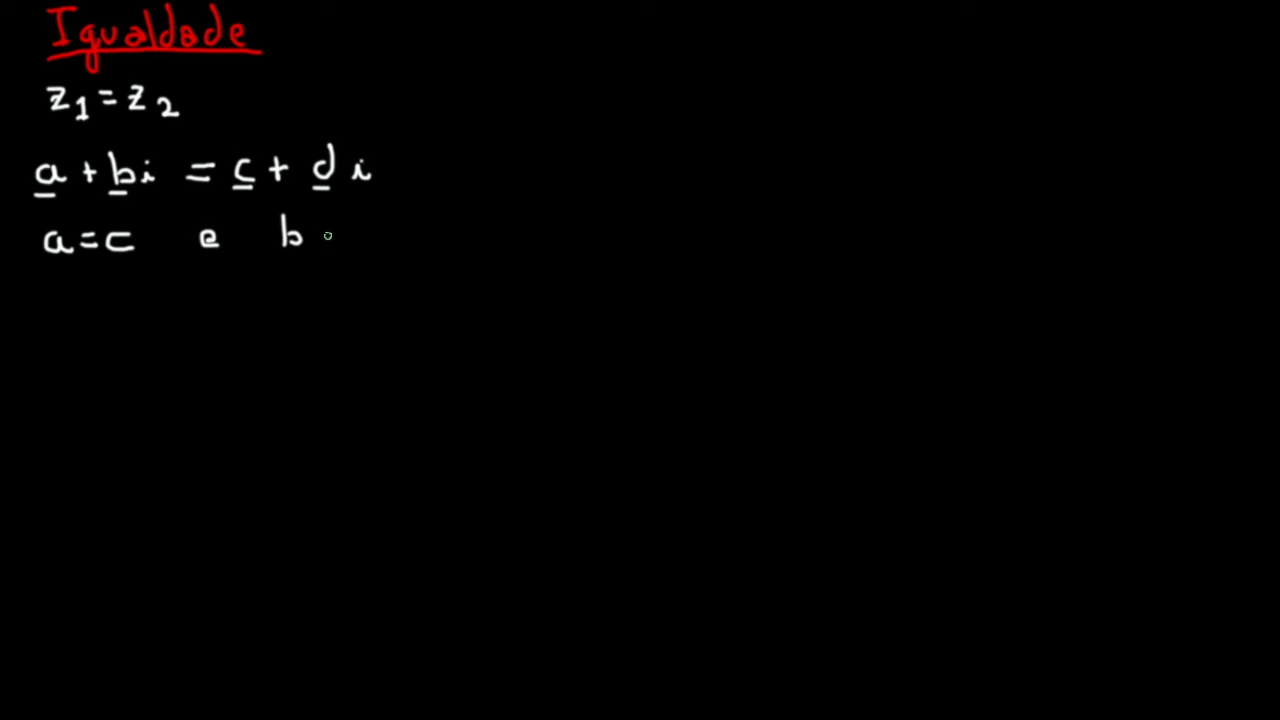 Igualdade
z₁ = z₂
a + bi = c + di
a = c e b